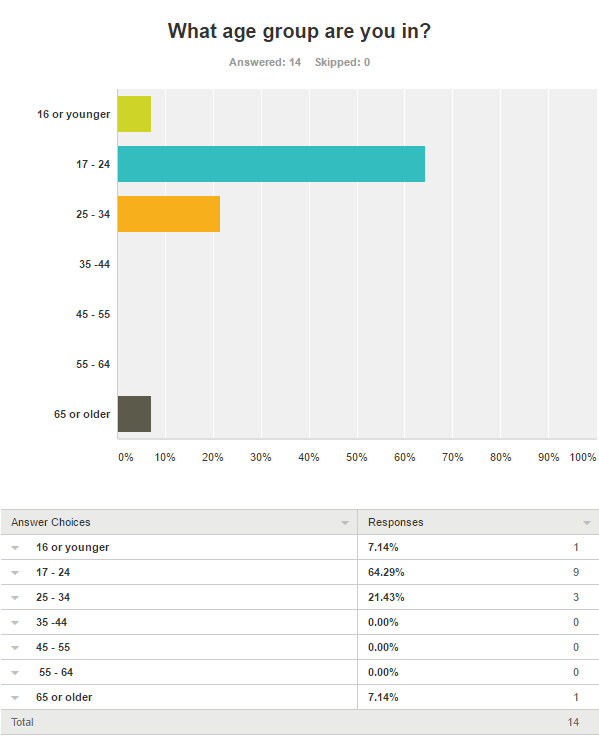 What age group are you in?
Answered: 14 Skipped: 0
16 or younger
17 - 24
25 - 34
35 -44
45 - 55
55 - 64
65 or older
0% 10% 20% 30% 40% 50% 60% 70% 80% 90% 100%
Answer Choices Responses
16 or younger 7.14% 1
17 - 24 64.29% 9
25 - 34 21.43% 3
35 -44 0.00% 0
45 - 55 0.00% 0
55 - 64 0.00% 0
65 or older 7.14% 1
Total 14